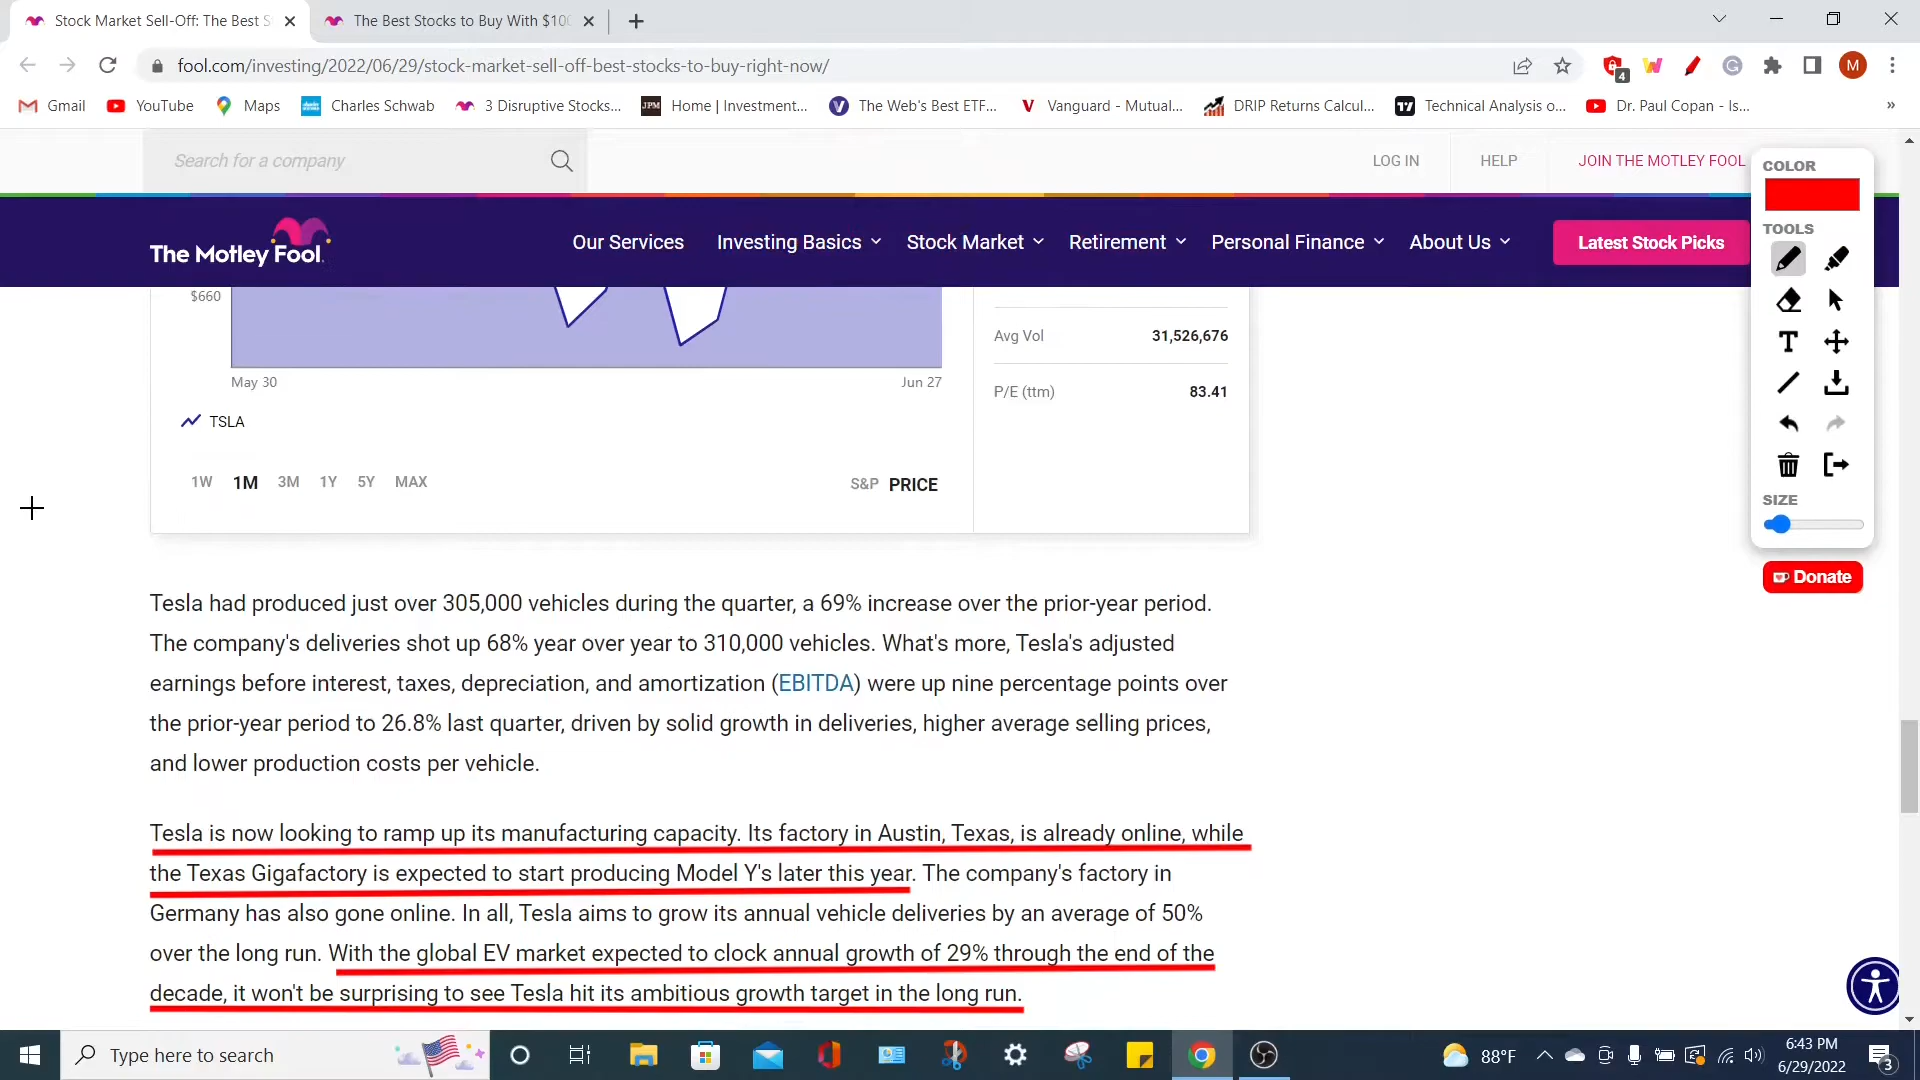 Stock Market Sell-Off: The Best S
The Best Stocks to Buy With $100
fool.com/investing/2022/06/29/stock-market-sell-off-best-stocks-to-buy-right-now/
4
M
Gmail
YouTube
Maps
Charles Schwab
3 Disruptive Stocks...
JPM
Home | Investment...
The Web's Best ETF...
Vanguard - Mutual...
DRIP Returns Calcul...
Technical Analysis o...
Dr. Paul Copan - Is...
»
Search for a company
LOG IN
HELP
JOIN THE MOTLEY FOOL
The Motley Fool.
Our Services
Investing Basics
Stock Market
Retirement
Personal Finance
About Us
Latest Stock Picks
COLOR
TOOLS
T
SIZE
Donate
$660
May 30
Jun 27
TSLA
1W
1M
3M
1Y
5Y
MAX
S&P
PRICE
Avg Vol
31,526,676
P/E (ttm)
83.41
Tesla had produced just over 305,000 vehicles during the quarter, a 69% increase over the prior-year period.
The company's deliveries shot up 68% year over year to 310,000 vehicles. What's more, Tesla's adjusted
earnings before interest, taxes, depreciation, and amortization (EBITDA) were up nine percentage points over
the prior-year period to 26.8% last quarter, driven by solid growth in deliveries, higher average selling prices,
and lower production costs per vehicle.
Tesla is now looking to ramp up its manufacturing capacity. Its factory in Austin, Texas, is already online, while
the Texas Gigafactory is expected to start producing Model Y's later this year. The company's factory in
Germany has also gone online. In all, Tesla aims to grow its annual vehicle deliveries by an average of 50%
over the long run. With the global EV market expected to clock annual growth of 29% through the end of the
decade, it won't be surprising to see Tesla hit its ambitious growth target in the long run.
Type here to search
88°F
6:43 PM
6/29/2022
3